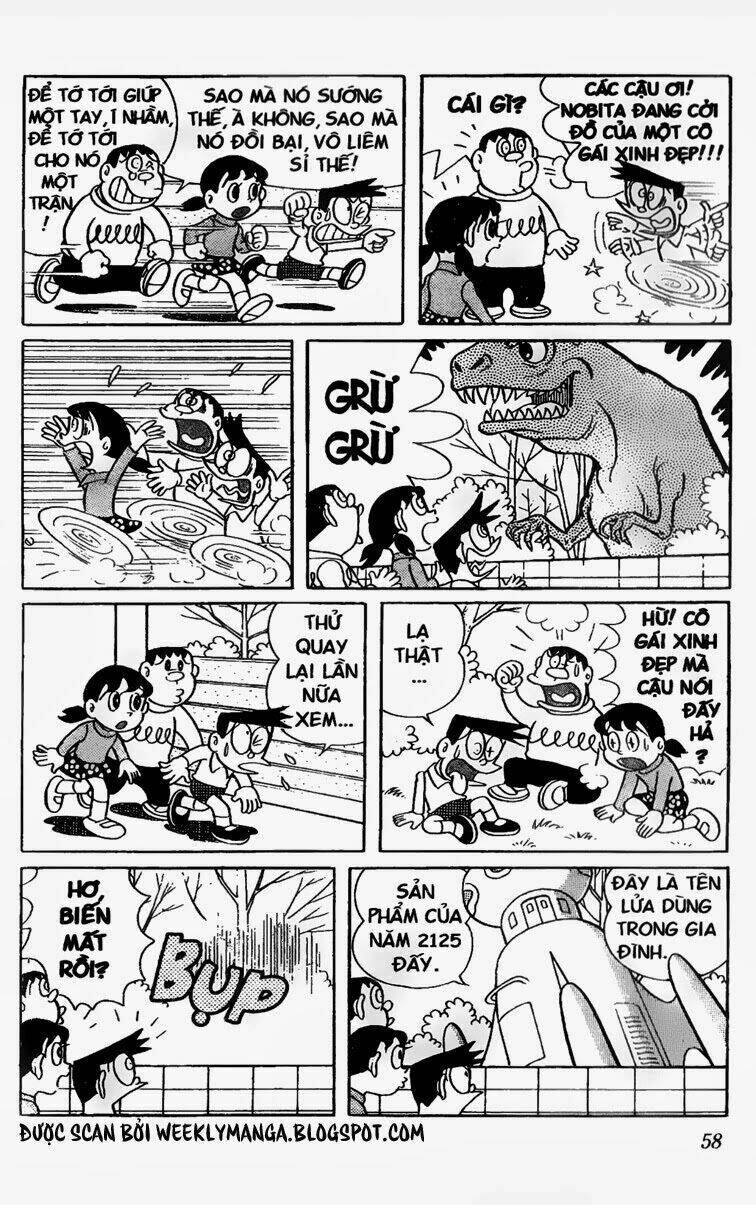 CÁC CẬU ƠI!
NOBITA ĐANG CỞI
ĐỒ CỦA MỘT CÔ
GÁI XINH ĐẸP!!!
CÁI GÌ?
SAO MÀ NÓ SƯỚNG
THẾ, À KHÔNG, SAO MÀ
NÓ ĐỒI BẠI, VÔ LIÊM
SỈ THẾ!
ĐỂ TỚ TỚI GIÚP
MỘT TAY, Í NHẦM,
ĐỂ TỚ TỚI
CHO NÓ
MỘT
TRẬN
!
GRỪ
GRỪ
HỪ! CÔ
GÁI XINH
ĐẸP MÀ
CẬU NÓI
ĐẤY
HẢ
?
LẠ
THẬT
...
THỬ
QUAY
LẠI LẦN
NỮA
XEM...
ĐÂY LÀ TÊN
LỬA DÙNG
TRONG GIA
ĐÌNH.
SẢN
PHẨM CỦA
NĂM 2125
ĐẤY.
HƠ,
BIẾN
MẤT
RỒI?
BỤP
ĐƯỢC SCAN BỞI WEEKLYMANGA.BLOGSPOT.COM
58